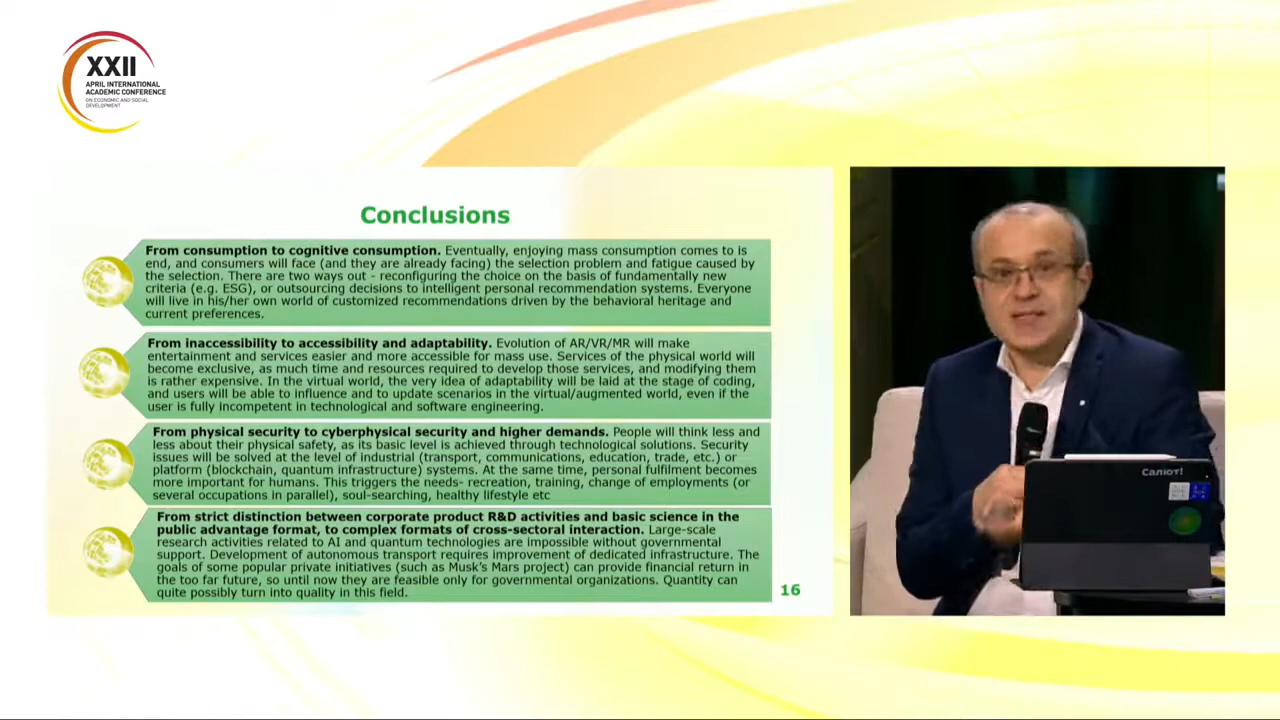 XXII
APRIL INTERNATIONAL
ACADEMIC CONFERENCE
ON ECONOMIC AND SOCIAL
DEVELOPMENT
Conclusions
From consumption to cognitive consumption. Eventually, enjoying mass consumption comes to is
end, and consumers will face (and they are already facing) the selection problem and fatigue caused by
the selection. There are two ways out - reconfiguring the choice on the basis of fundamentally new
criteria (e.g. ESG), or outsourcing decisions to intelligent personal recommendation systems. Everyone
will live in his/her own world of customized recommendations driven by the behavioral heritage and
current preferences.
From inaccessibility to accessibility and adaptability. Evolution of AR/VR/MR will make
entertainment and services easier and more accessible for mass use. Services of the physical world will
become exclusive, as much time and resources required to develop those services, and modifying them
is rather expensive. In the virtual world, the very idea of adaptability will be laid at the stage of coding,
and users will be able to influence and to update scenarios in the virtual/augmented world, even if the
user is fully incompetent in technological and software engineering.
From physical security to cyberphysical security and higher demands. People will think less and
less about their physical safety, as its basic level is achieved through technological solutions. Security
issues will be solved at the level of industrial (transport, communications, education, trade, etc.) or
platform (blockchain, quantum infrastructure) systems. At the same time, personal fulfilment becomes
more important for humans. This triggers the needs- recreation, training, change of employments (or
several occupations in parallel), soul-searching, healthy lifestyle etc
From strict distinction between corporate product R&D activities and basic science in the
public advantage format, to complex formats of cross-sectoral interaction. Large-scale
research activities related to AI and quantum technologies are impossible without governmental
support. Development of autonomous transport requires improvement of dedicated infrastructure. The
goals of some popular private initiatives (such as Musk's Mars project) can provide financial return in
the too far future, so until now they are feasible only for governmental organizations. Quantity can
quite possibly turn into quality in this field.
16
Салют!